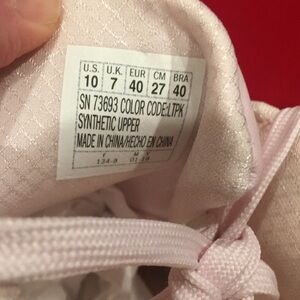 U.S. U.K. EUR CM BRA
10 7 40 27 40
SN 73693 COLOR CODE:LTPK
SYNTHETIC UPPER
MADE IN CHINA/HECHO EN CHINA